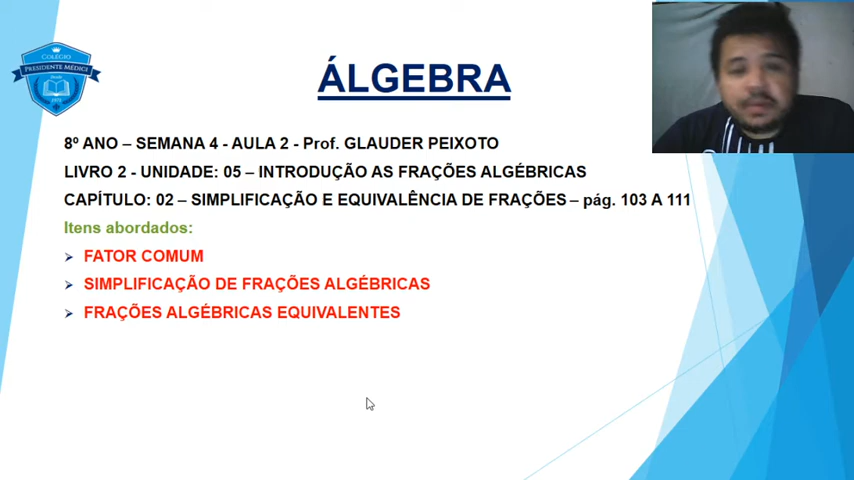 COLÉGIO
PRESIDENTE MÉDICI
ÁLGEBRA
8º ANO – SEMANA 4 - AULA 2 - Prof. GLAUDER PEIXOTO
LIVRO 2 - UNIDADE: 05 – INTRODUÇÃO AS FRAÇÕES ALGÉBRICAS
CAPÍTULO: 02 – SIMPLIFICAÇÃO E EQUIVALÊNCIA DE FRAÇÕES – pág. 103 A 111
Itens abordados:
FATOR COMUM
SIMPLIFICAÇÃO DE FRAÇÕES ALGÉBRICAS
FRAÇÕES ALGÉBRICAS EQUIVALENTES